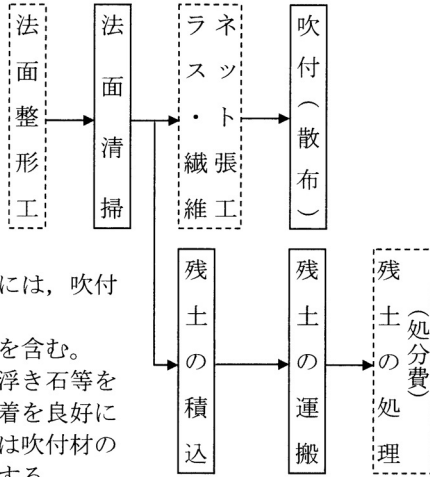 法面整形工
法面清掃
ラス・繊維
ネット張工
吹付（散布）
残土の積込
残土の運搬
残土の処理
（処分費）
には，吹付
を含む。
浮き石等を
着を良好に
は吹付材の
する